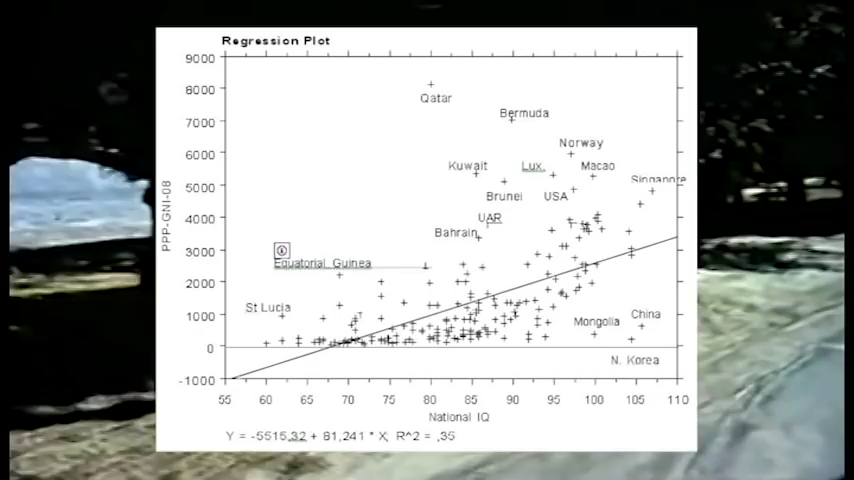 Regression Plot
9000
8000
7000
6000
5000
4000
3000
2000
1000
0
-1000
PPP-GNI-08
Qatar
Bermuda
Norway
Kuwait
Lux.
Macao
Singapore
Brunei
USA
UAR
Bahrain
Equatorial Guinea
St Lucia
China
Mongolia
N. Korea
55 60 65 70 75 80 85 90 95 100 105 110
National IQ
Y = -5515,32 + 81,241 * X; R^2 = ,35